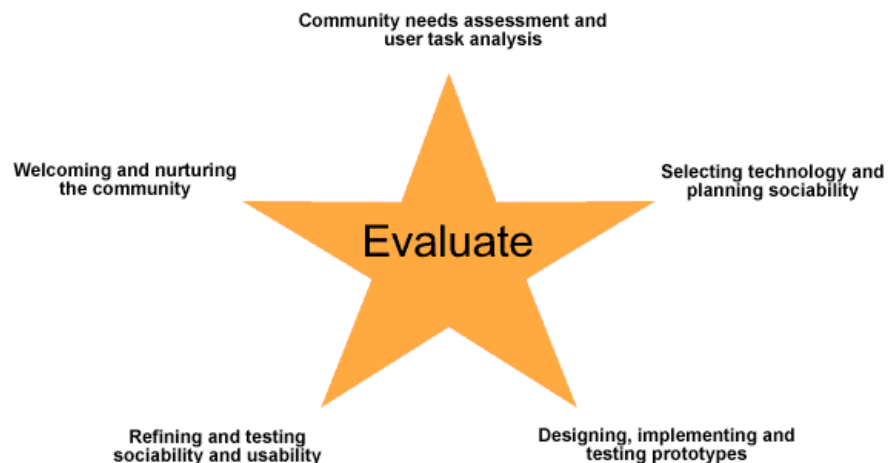 Community needs assessment and
user task analysis
Welcoming and nurturing
the community
Selecting technology and
planning sociability
Evaluate
Refining and testing
sociability and usability
Designing, implementing and
testing prototypes